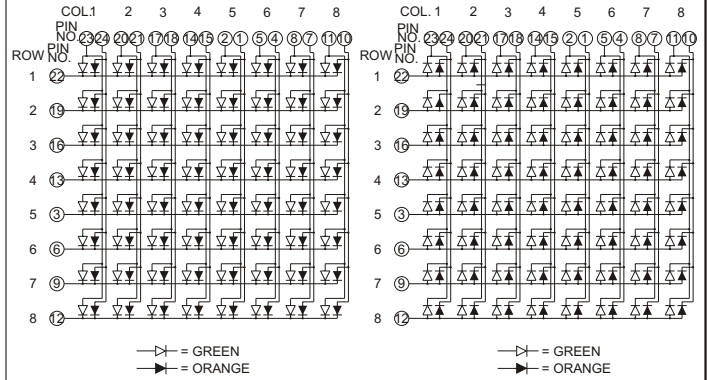 COL.1 2 3 4 5 6 7 8
PIN NO. 23 24 20 21 17 18 14 15 2 1 5 4 8 7 11 10
ROW PIN NO.
1 22
2 19
3 16
4 13
5 3
6 6
7 9
8 12
= GREEN
= ORANGE
COL. 1 2 3 4 5 6 7 8
PIN NO. 23 24 20 21 17 18 14 15 2 1 5 4 8 7 11 10
ROW PIN NO.
1 22
2 19
3 16
4 13
5 3
6 6
7 9
8 12
= GREEN
= ORANGE